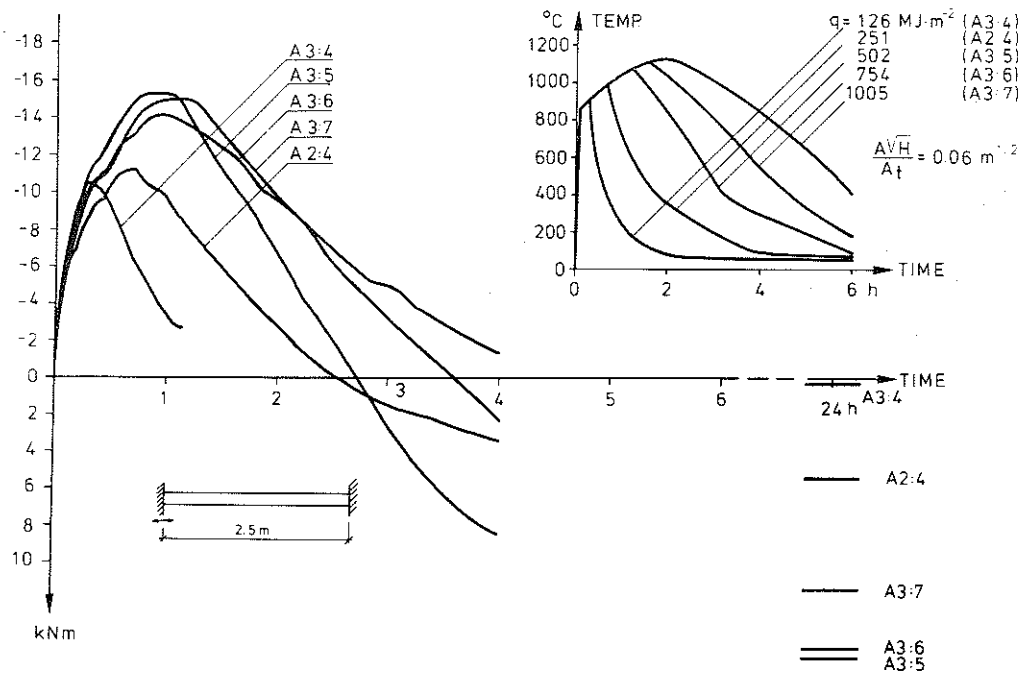 -18
-16
-14
-12
-10
-8
-6
-4
-2
0
2
4
6
8
10
kNm
A3:4
A3:5
A3:6
A3:7
A2:4
1
2
3
4
5
6
24 h
TIME
2.5m
°C TEMP.
1200
1000
800
600
400
200
0
0 2 4 6 h
TIME
q= 126 MJ·m⁻² (A3:4)
251 (A2:4)
502 (A3:5)
754 (A3:6)
1005 (A3:7)
A√H
At
= 0.06 m
A3:4
A2:4
A3:7
A3:6
A3:5